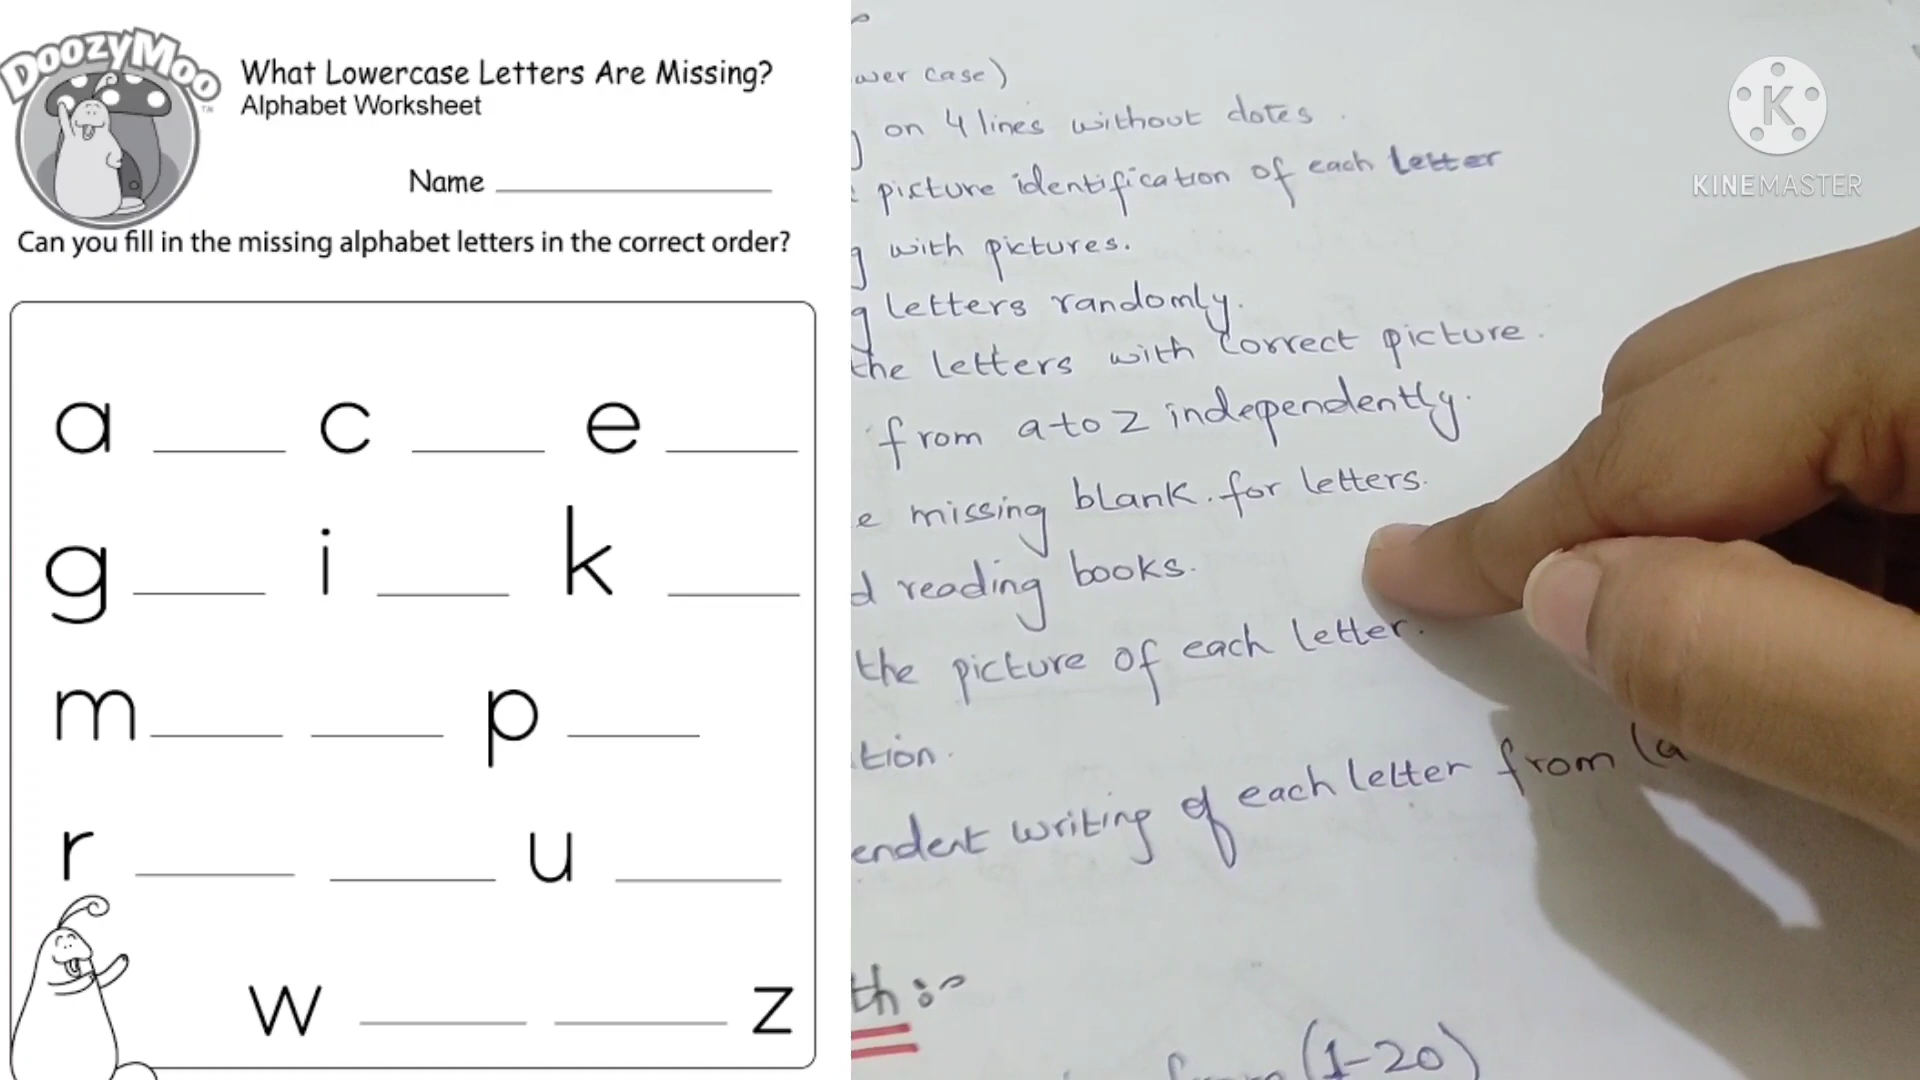 DoozyMoo
TM
What Lowercase Letters Are Missing?
Alphabet Worksheet
Name
Can you fill in the missing alphabet letters in the correct order?
a c e
g i k
m p
r u
w z
wer case)
on 4 lines without dotes.
picture identification of each letter
g with pictures.
g letters randomly.
the letters with correct picture.
from a to z independently.
e missing blank. for letters.
d reading books.
the picture of each letter.
tion.
endent writing of each letter from (a
th :-
from (1-20)
K
KINEMASTER